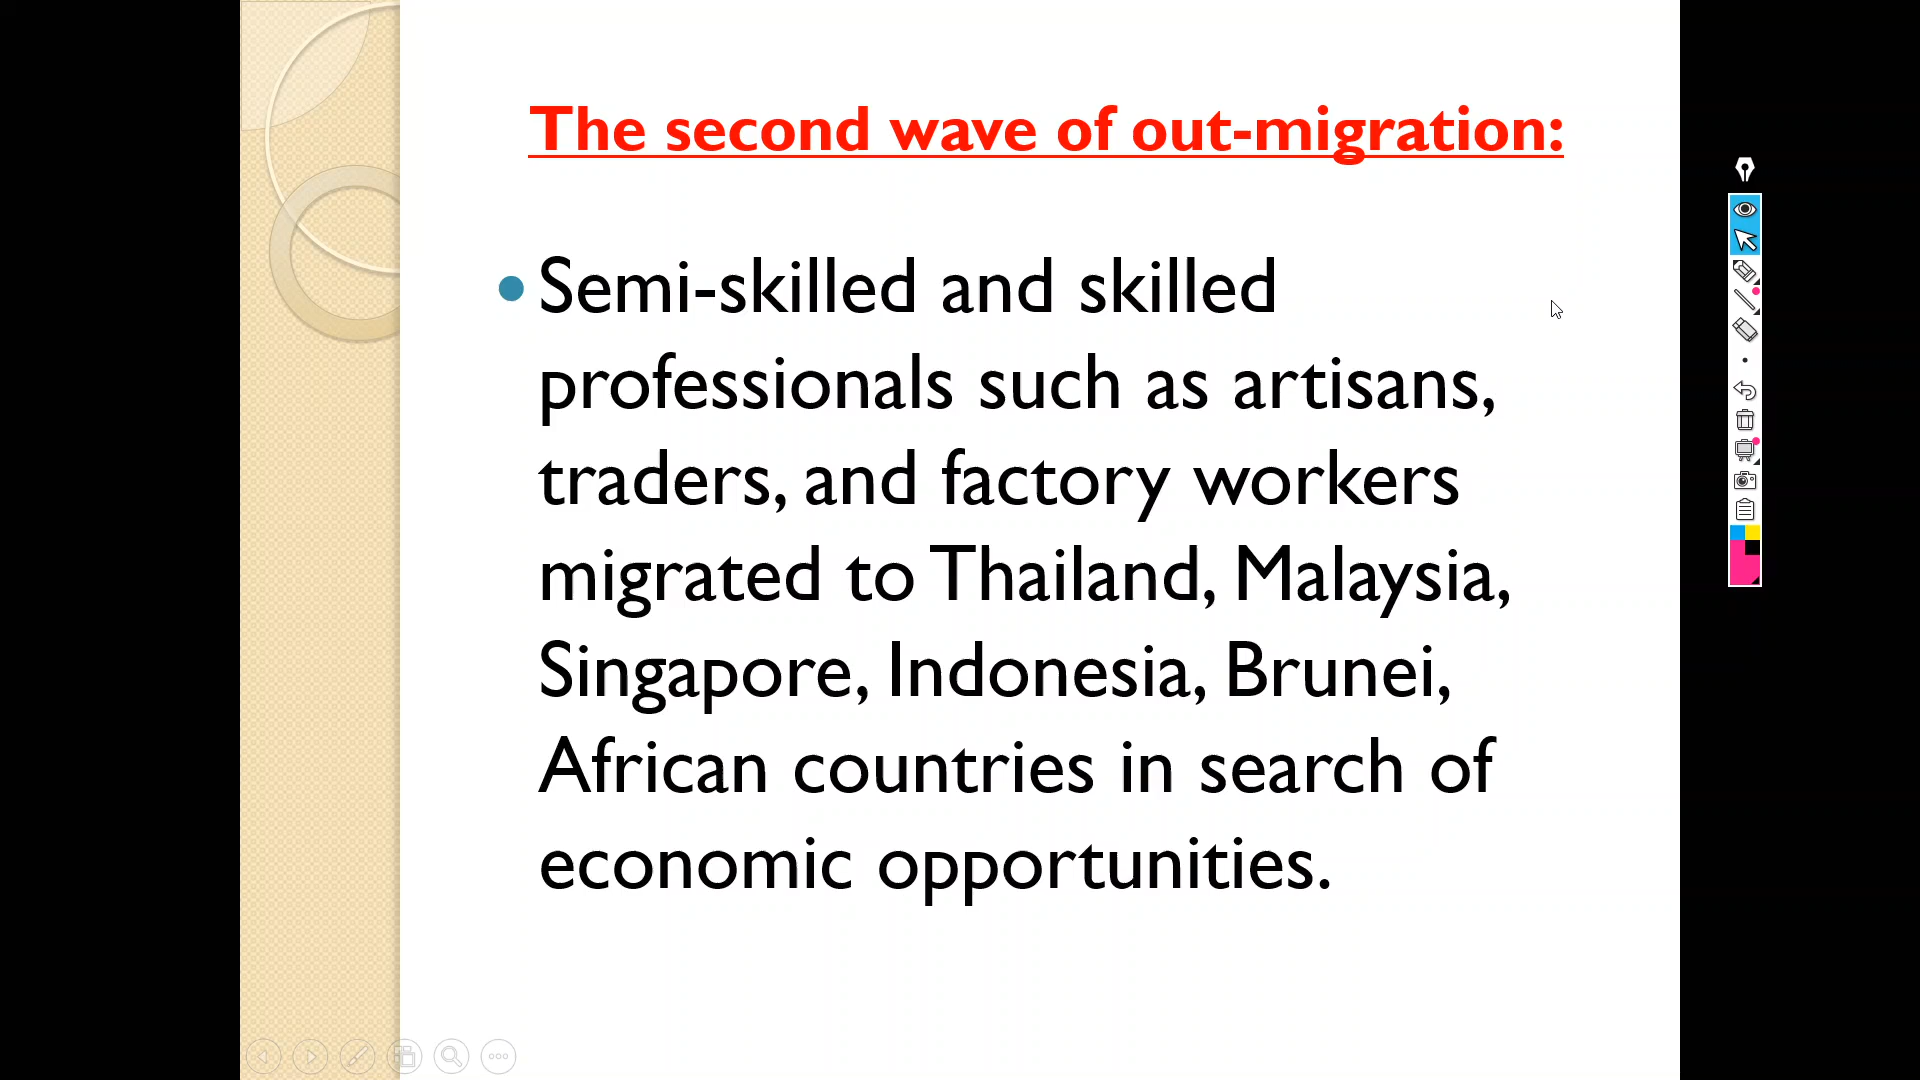 The second wave of out-migration:
Semi-skilled and skilled
professionals such as artisans,
traders, and factory workers
migrated to Thailand, Malaysia,
Singapore, Indonesia, Brunei,
African countries in search of
economic opportunities.